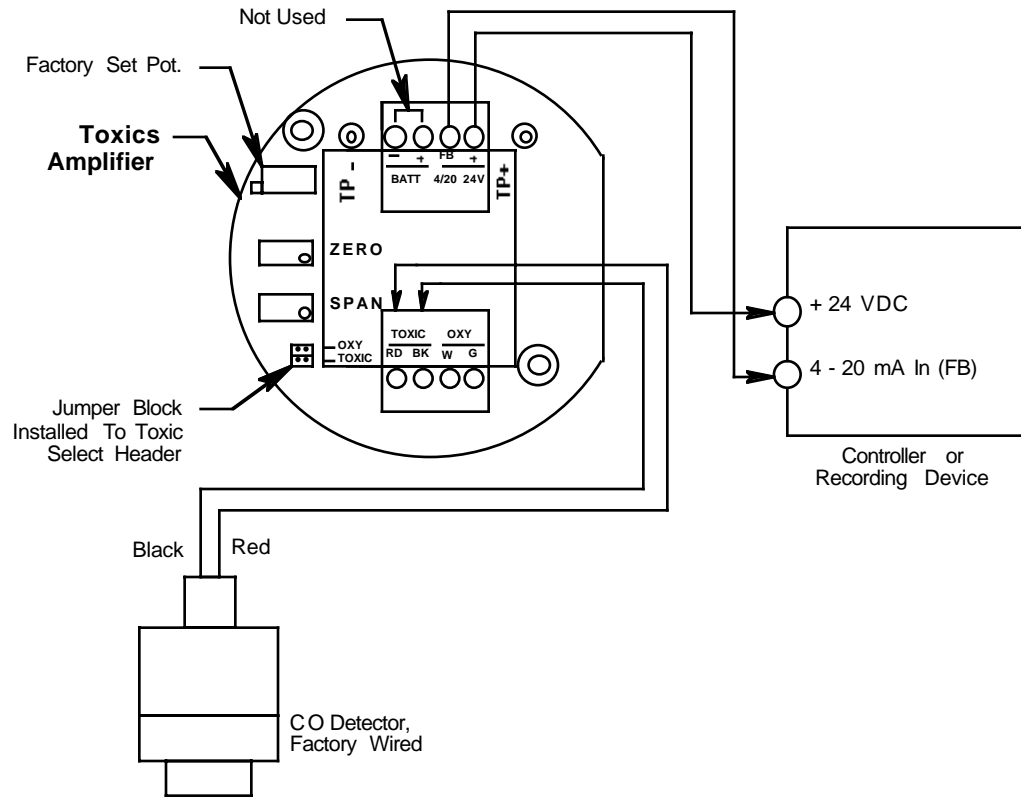 Not Used
Factory Set Pot.
Toxics
Amplifier
- + FB +
BATT 4/20 24V
TP -
TP+
ZERO
SPAN
OXY
TOXIC
TOXIC OXY
RD BK W G
+ 24 VDC
4 - 20 mA In (FB)
Controller or
Recording Device
Jumper Block
Installed To Toxic
Select Header
Black
Red
CO Detector,
Factory Wired